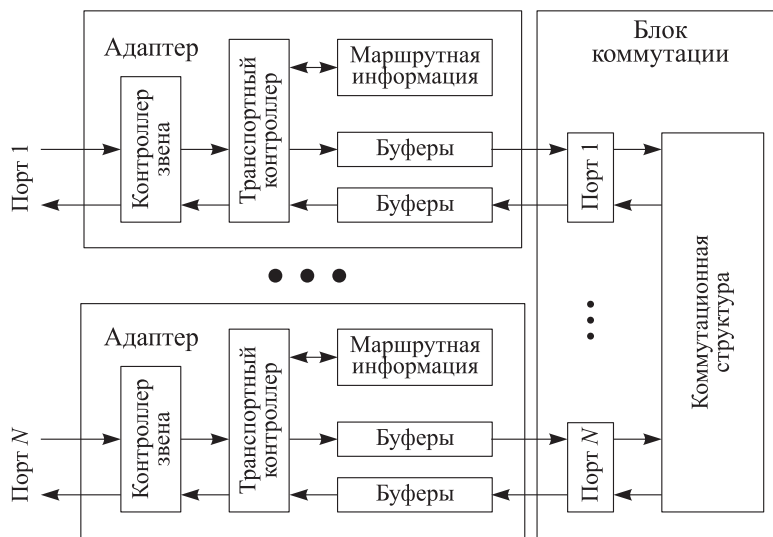 Адаптер
Порт 1
Контроллер
звена
Транспортный
контроллер
Маршрутная
информация
Буферы
Буферы
Блок
коммутации
Порт 1
Коммутационная
структура
Адаптер
Порт N
Контроллер
звена
Транспортный
контроллер
Маршрутная
информация
Буферы
Буферы
Порт N